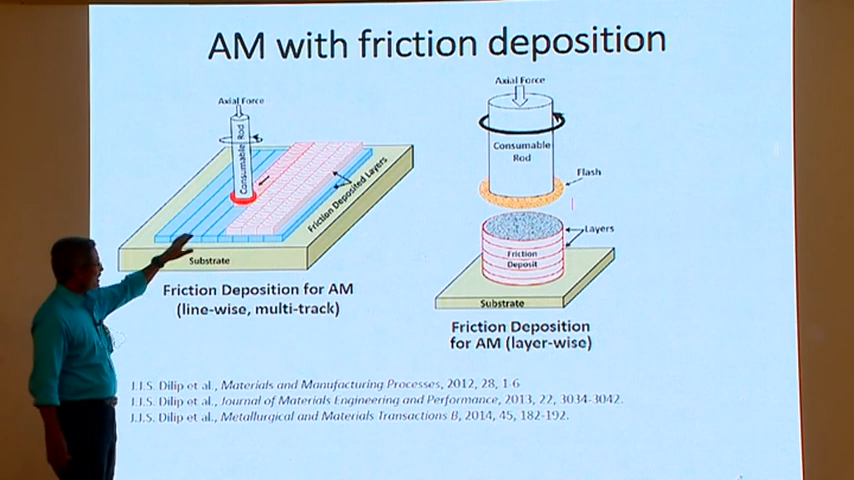 AM with friction deposition
Axial Force
Consumable Rod
Friction Deposited Layers
Substrate
Friction Deposition for AM
(line-wise, multi-track)
Axial Force
Consumable
Rod
Flash
Layers
Friction
Deposit
Substrate
Friction Deposition
for AM (layer-wise)
J.J.S. Dilip et al., Materials and Manufacturing Processes, 2012, 28, 1-6
J.J.S. Dilip et al., Journal of Materials Engineering and Performance, 2013, 22, 3034-3042.
J.J.S. Dilip et al., Metallurgical and Materials Transactions B, 2014, 45, 182-192.